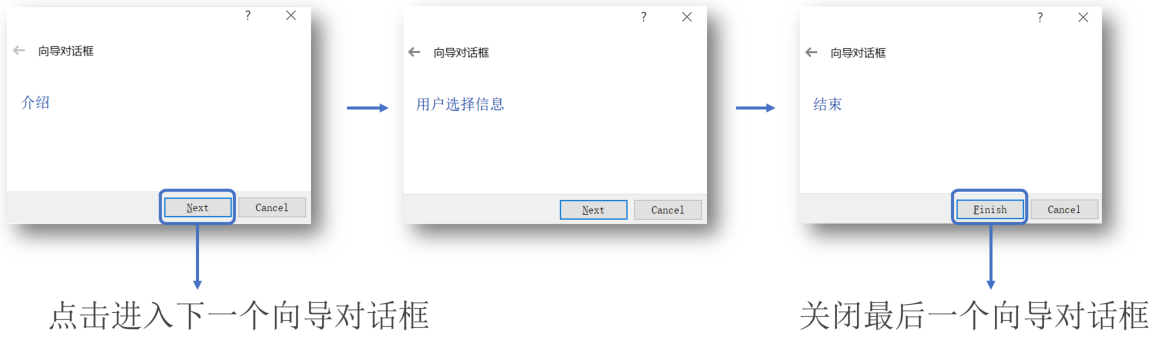 ?
← 向导对话框
介绍
Next
Cancel
?
← 向导对话框
用户选择信息
Next
Cancel
?
← 向导对话框
结束
Finish
Cancel
点击进入下一个向导对话框
关闭最后一个向导对话框